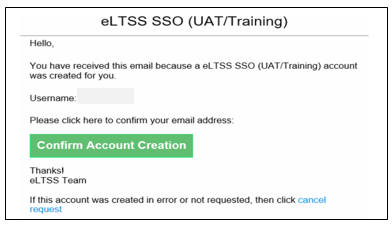 eLTSS SSO (UAT/Training)
Hello,
You have received this email because a eLTSS SSO (UAT/Training) account
was created for you.
Username:
Please click here to confirm your email address:
Confirm Account Creation
Thanks!
eLTSS Team
If this account was created in error or not requested, then click cancel
request